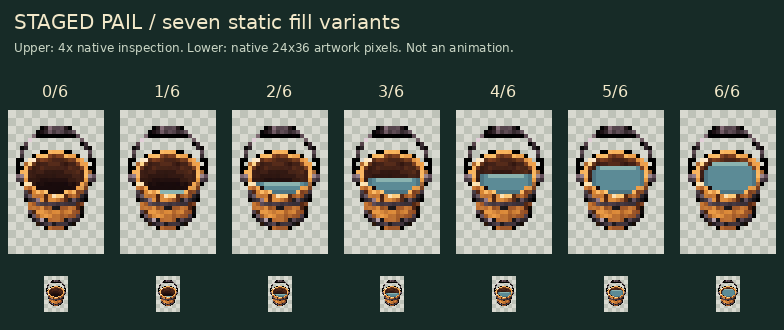 STAGED PAIL / seven static fill variants
Upper: 4x native inspection. Lower: native 24x36 artwork pixels. Not an animation.
0/6 1/6 2/6 3/6 4/6 5/6 6/6